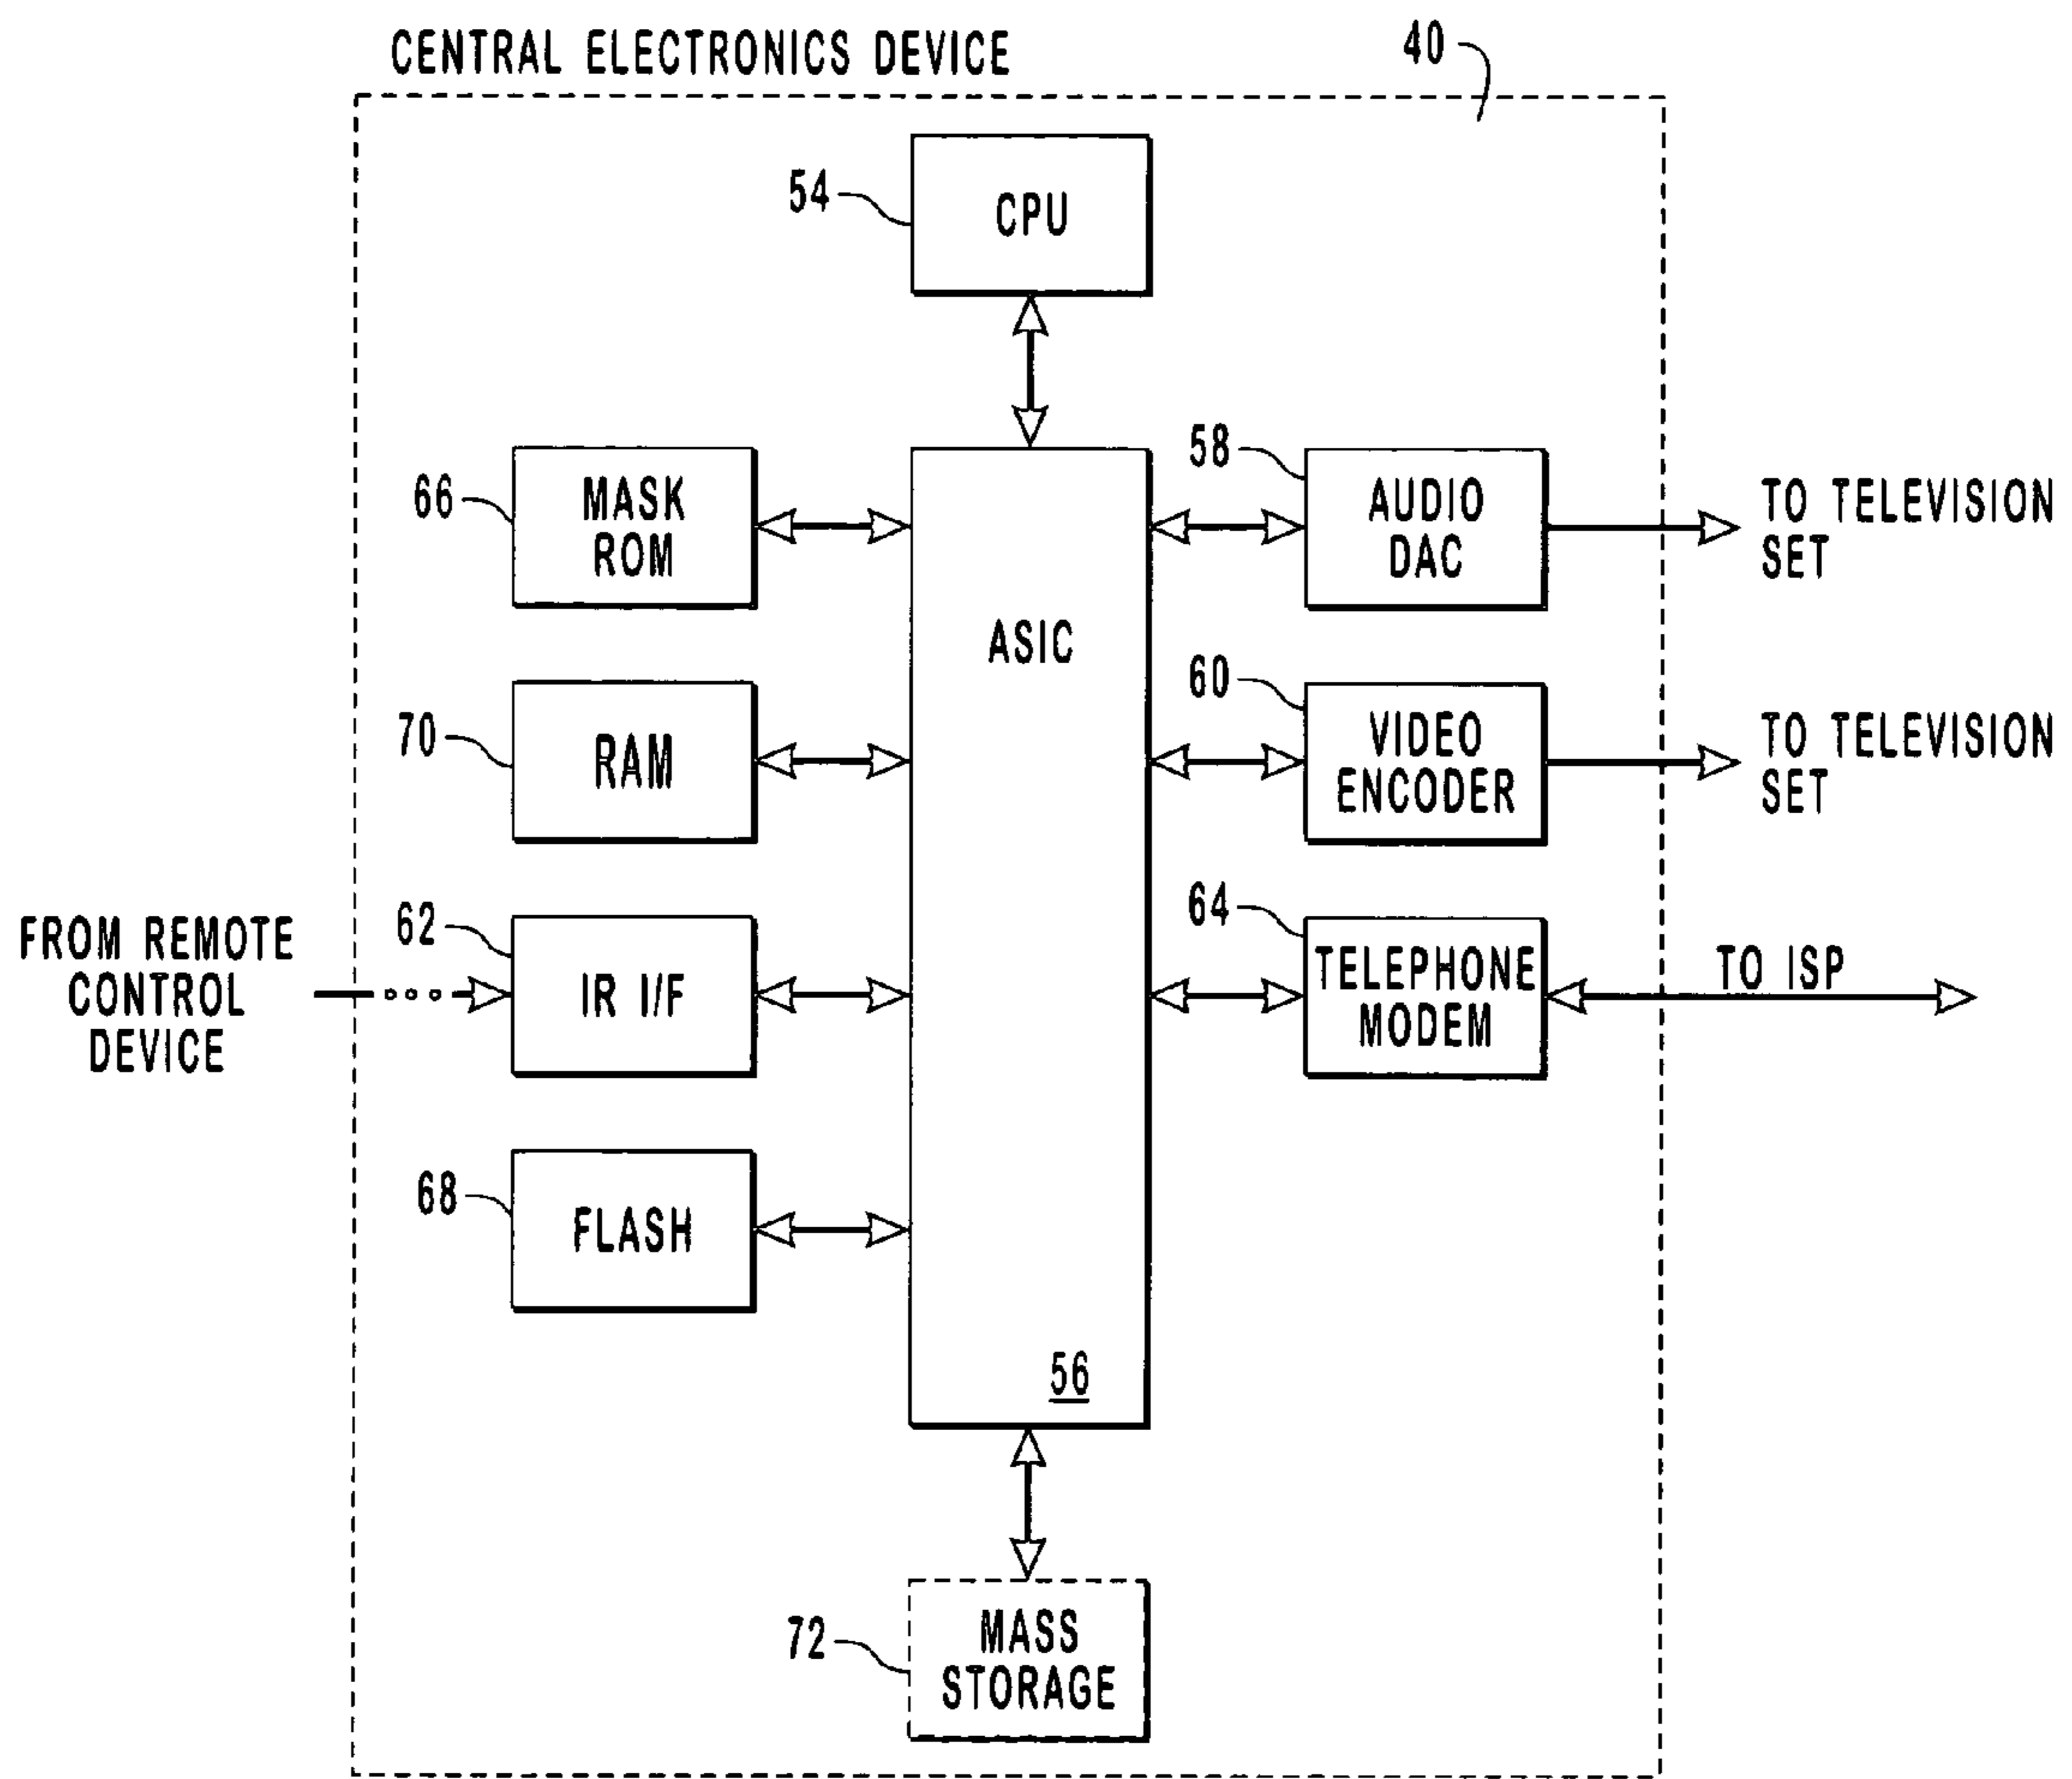 CENTRAL ELECTRONICS DEVICE
40
54
CPU
66
MASK
ROM
58
AUDIO
DAC
TO TELEVISION
SET
ASIC
70
RAM
60
VIDEO
ENCODER
TO TELEVISION
SET
FROM REMOTE
CONTROL
DEVICE
62
IR I/F
64
TELEPHONE
MODEM
TO ISP
68
FLASH
56
72
MASS
STORAGE